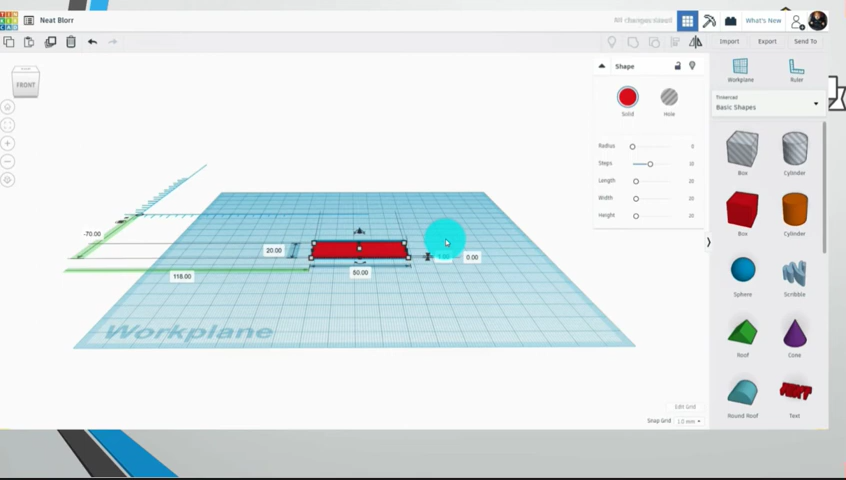 TIN
KER
CAD
Neat Blorr
All changes saved
What's New
Import
Export
Send To
FRONT
Shape
Solid
Hole
Radius
0
Steps
10
Length
20
Width
20
Height
20
Workplane
Ruler
Tinkercad
Basic Shapes
Box
Cylinder
Box
Cylinder
Sphere
Scribble
Roof
Cone
Round Roof
Text
-70.00
20.00
118.00
50.00
0.00
Workplane
Edit Grid
Snap Grid
1.0 mm